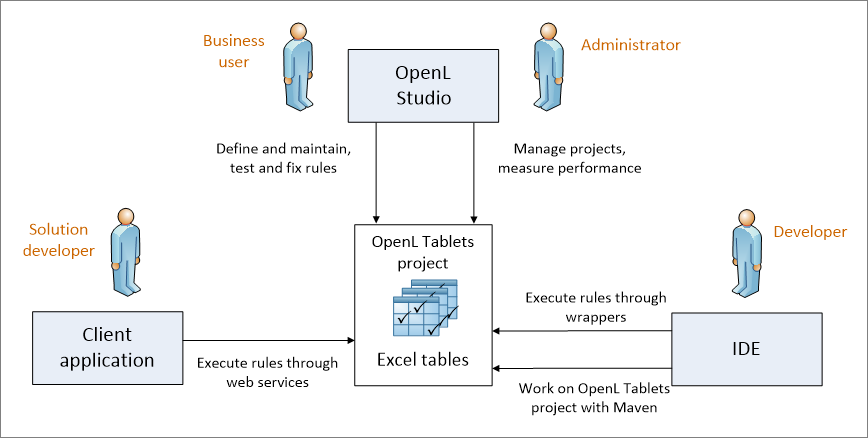 Business
user
OpenL
Studio
Administrator
Define and maintain,
test and fix rules
Manage projects,
measure performance
Solution
developer
OpenL Tablets
project
Excel tables
Developer
Client
application
Execute rules through
web services
Execute rules through
wrappers
IDE
Work on OpenL Tablets
project with Maven